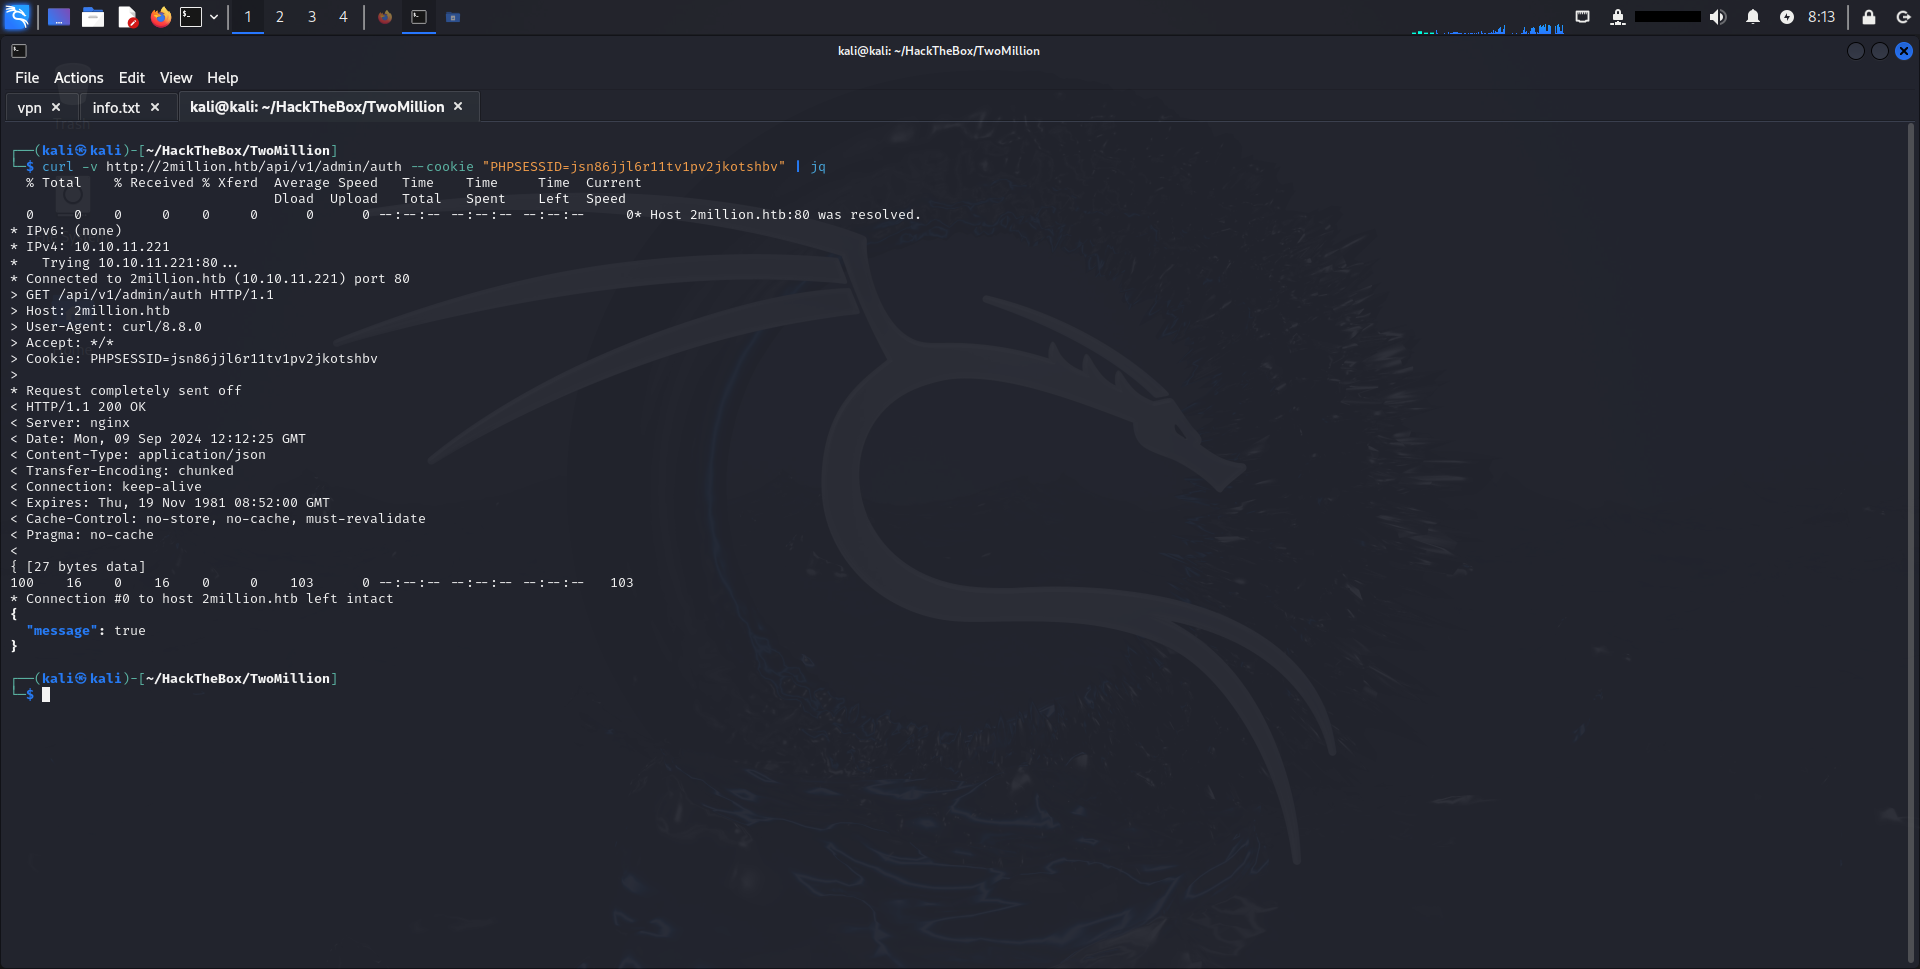 1 2 3 4 8:13
kali@kali: ~/HackTheBox/TwoMillion
File Actions Edit View Help
vpn × info.txt × kali@kali: ~/HackTheBox/TwoMillion ×
Trash
┌──(kali㉿kali)-[~/HackTheBox/TwoMillion]
└─$ curl -v http://2million.htb/api/v1/admin/auth --cookie "PHPSESSID=jsn86jjl6r11tv1pv2jkotshbv" | jq
  % Total    % Received % Xferd  Average Speed   Time    Time     Time  Current
                                 Dload  Upload   Total   Spent    Left  Speed
  0     0    0     0    0     0      0      0 --:--:-- --:--:-- --:--:--     0* Host 2million.htb:80 was resolved.
* IPv6: (none)
* IPv4: 10.10.11.221
*   Trying 10.10.11.221:80...
* Connected to 2million.htb (10.10.11.221) port 80
> GET /api/v1/admin/auth HTTP/1.1
> Host: 2million.htb
> User-Agent: curl/8.8.0
> Accept: */*
> Cookie: PHPSESSID=jsn86jjl6r11tv1pv2jkotshbv
>
* Request completely sent off
< HTTP/1.1 200 OK
< Server: nginx
< Date: Mon, 09 Sep 2024 12:12:25 GMT
< Content-Type: application/json
< Transfer-Encoding: chunked
< Connection: keep-alive
< Expires: Thu, 19 Nov 1981 08:52:00 GMT
< Cache-Control: no-store, no-cache, must-revalidate
< Pragma: no-cache
<
{ [27 bytes data]
100    16    0    16    0     0    103      0 --:--:-- --:--:-- --:--:--   103
* Connection #0 to host 2million.htb left intact
{
  "message": true
}
┌──(kali㉿kali)-[~/HackTheBox/TwoMillion]
└─$